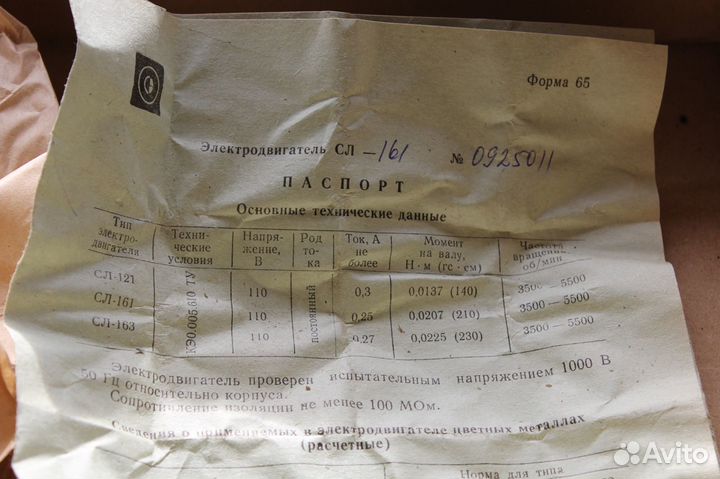 Форма 65
Электродвигатель СЛ -161 № 0925011
ПАСПОРТ
Основные технические данные
Тип электро- двигателя | Техни- ческие условия | Напря- жение, В | Род то- ка | Ток, А не более | Момент на валу, Н·м (гс·см) | Частота вращения, об/мин
СЛ-121 | КЭ0.005.610 ТУ | 110 | постоянный | 0,3 | 0,0137 (140) | 3500 — 5500
СЛ-161 | 110 | 0,25 | 0,0207 (210) | 3500 — 5500
СЛ-163 | 110 | 0,27 | 0,0225 (230) | 3500 — 5500
Электродвигатель проверен испытательным напряжением 1000 В
50 Гц относительно корпуса.
Сопротивление изоляции не менее 100 МОм.
Сведения о применяемых в электродвигателе цветных металлах
(расчетные)
Норма для типа
Avito